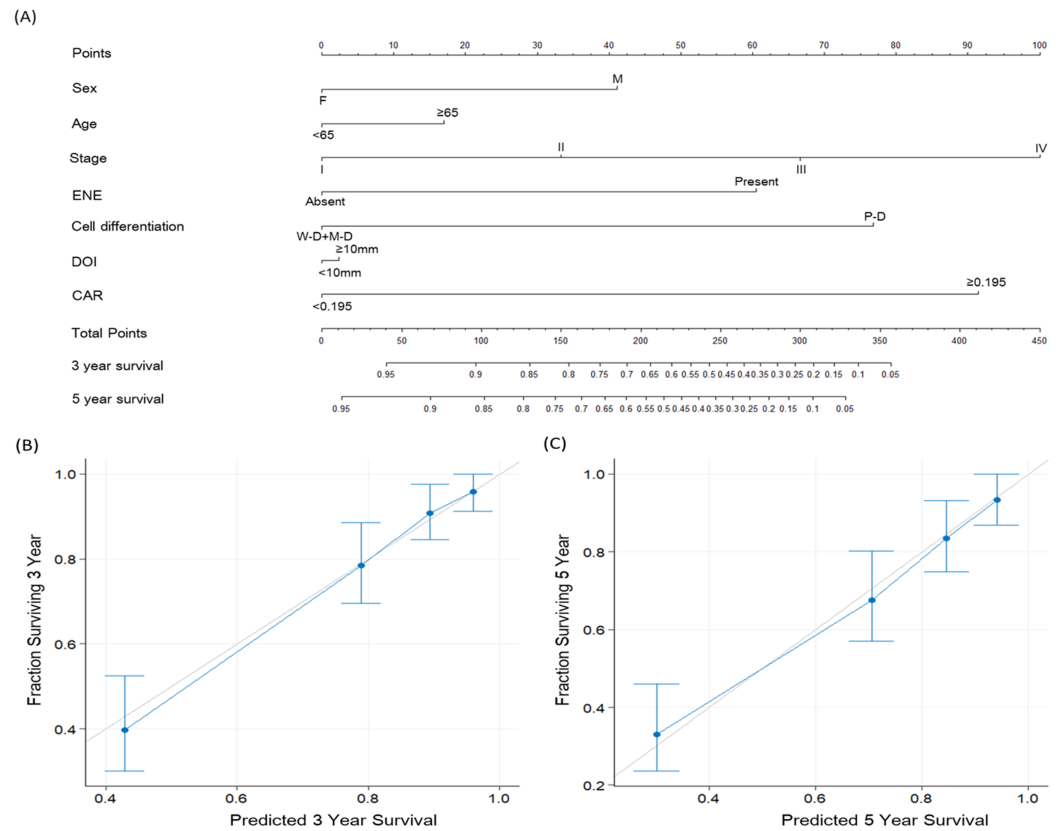 (A)
Points 0 10 20 30 40 50 60 70 80 90 100
Sex F M
Age <65 ≥65
Stage I II III IV
ENE Absent Present
Cell differentiation W-D+M-D P-D
DOI <10mm ≥10mm
CAR <0.195 ≥0.195
Total Points 0 50 100 150 200 250 300 350 400 450
3 year survival 0.95 0.9 0.85 0.8 0.75 0.7 0.65 0.6 0.55 0.5 0.45 0.4 0.35 0.3 0.25 0.2 0.15 0.1 0.05
5 year survival 0.95 0.9 0.85 0.8 0.75 0.7 0.65 0.6 0.55 0.5 0.45 0.4 0.35 0.3 0.25 0.2 0.15 0.1 0.05
(B)
Fraction Surviving 3 Year
1.0
0.8
0.6
0.4
0.4 0.6 0.8 1.0
Predicted 3 Year Survival
(C)
Fraction Surviving 5 Year
1.0
0.8
0.6
0.4
0.2
0.4 0.6 0.8 1.0
Predicted 5 Year Survival